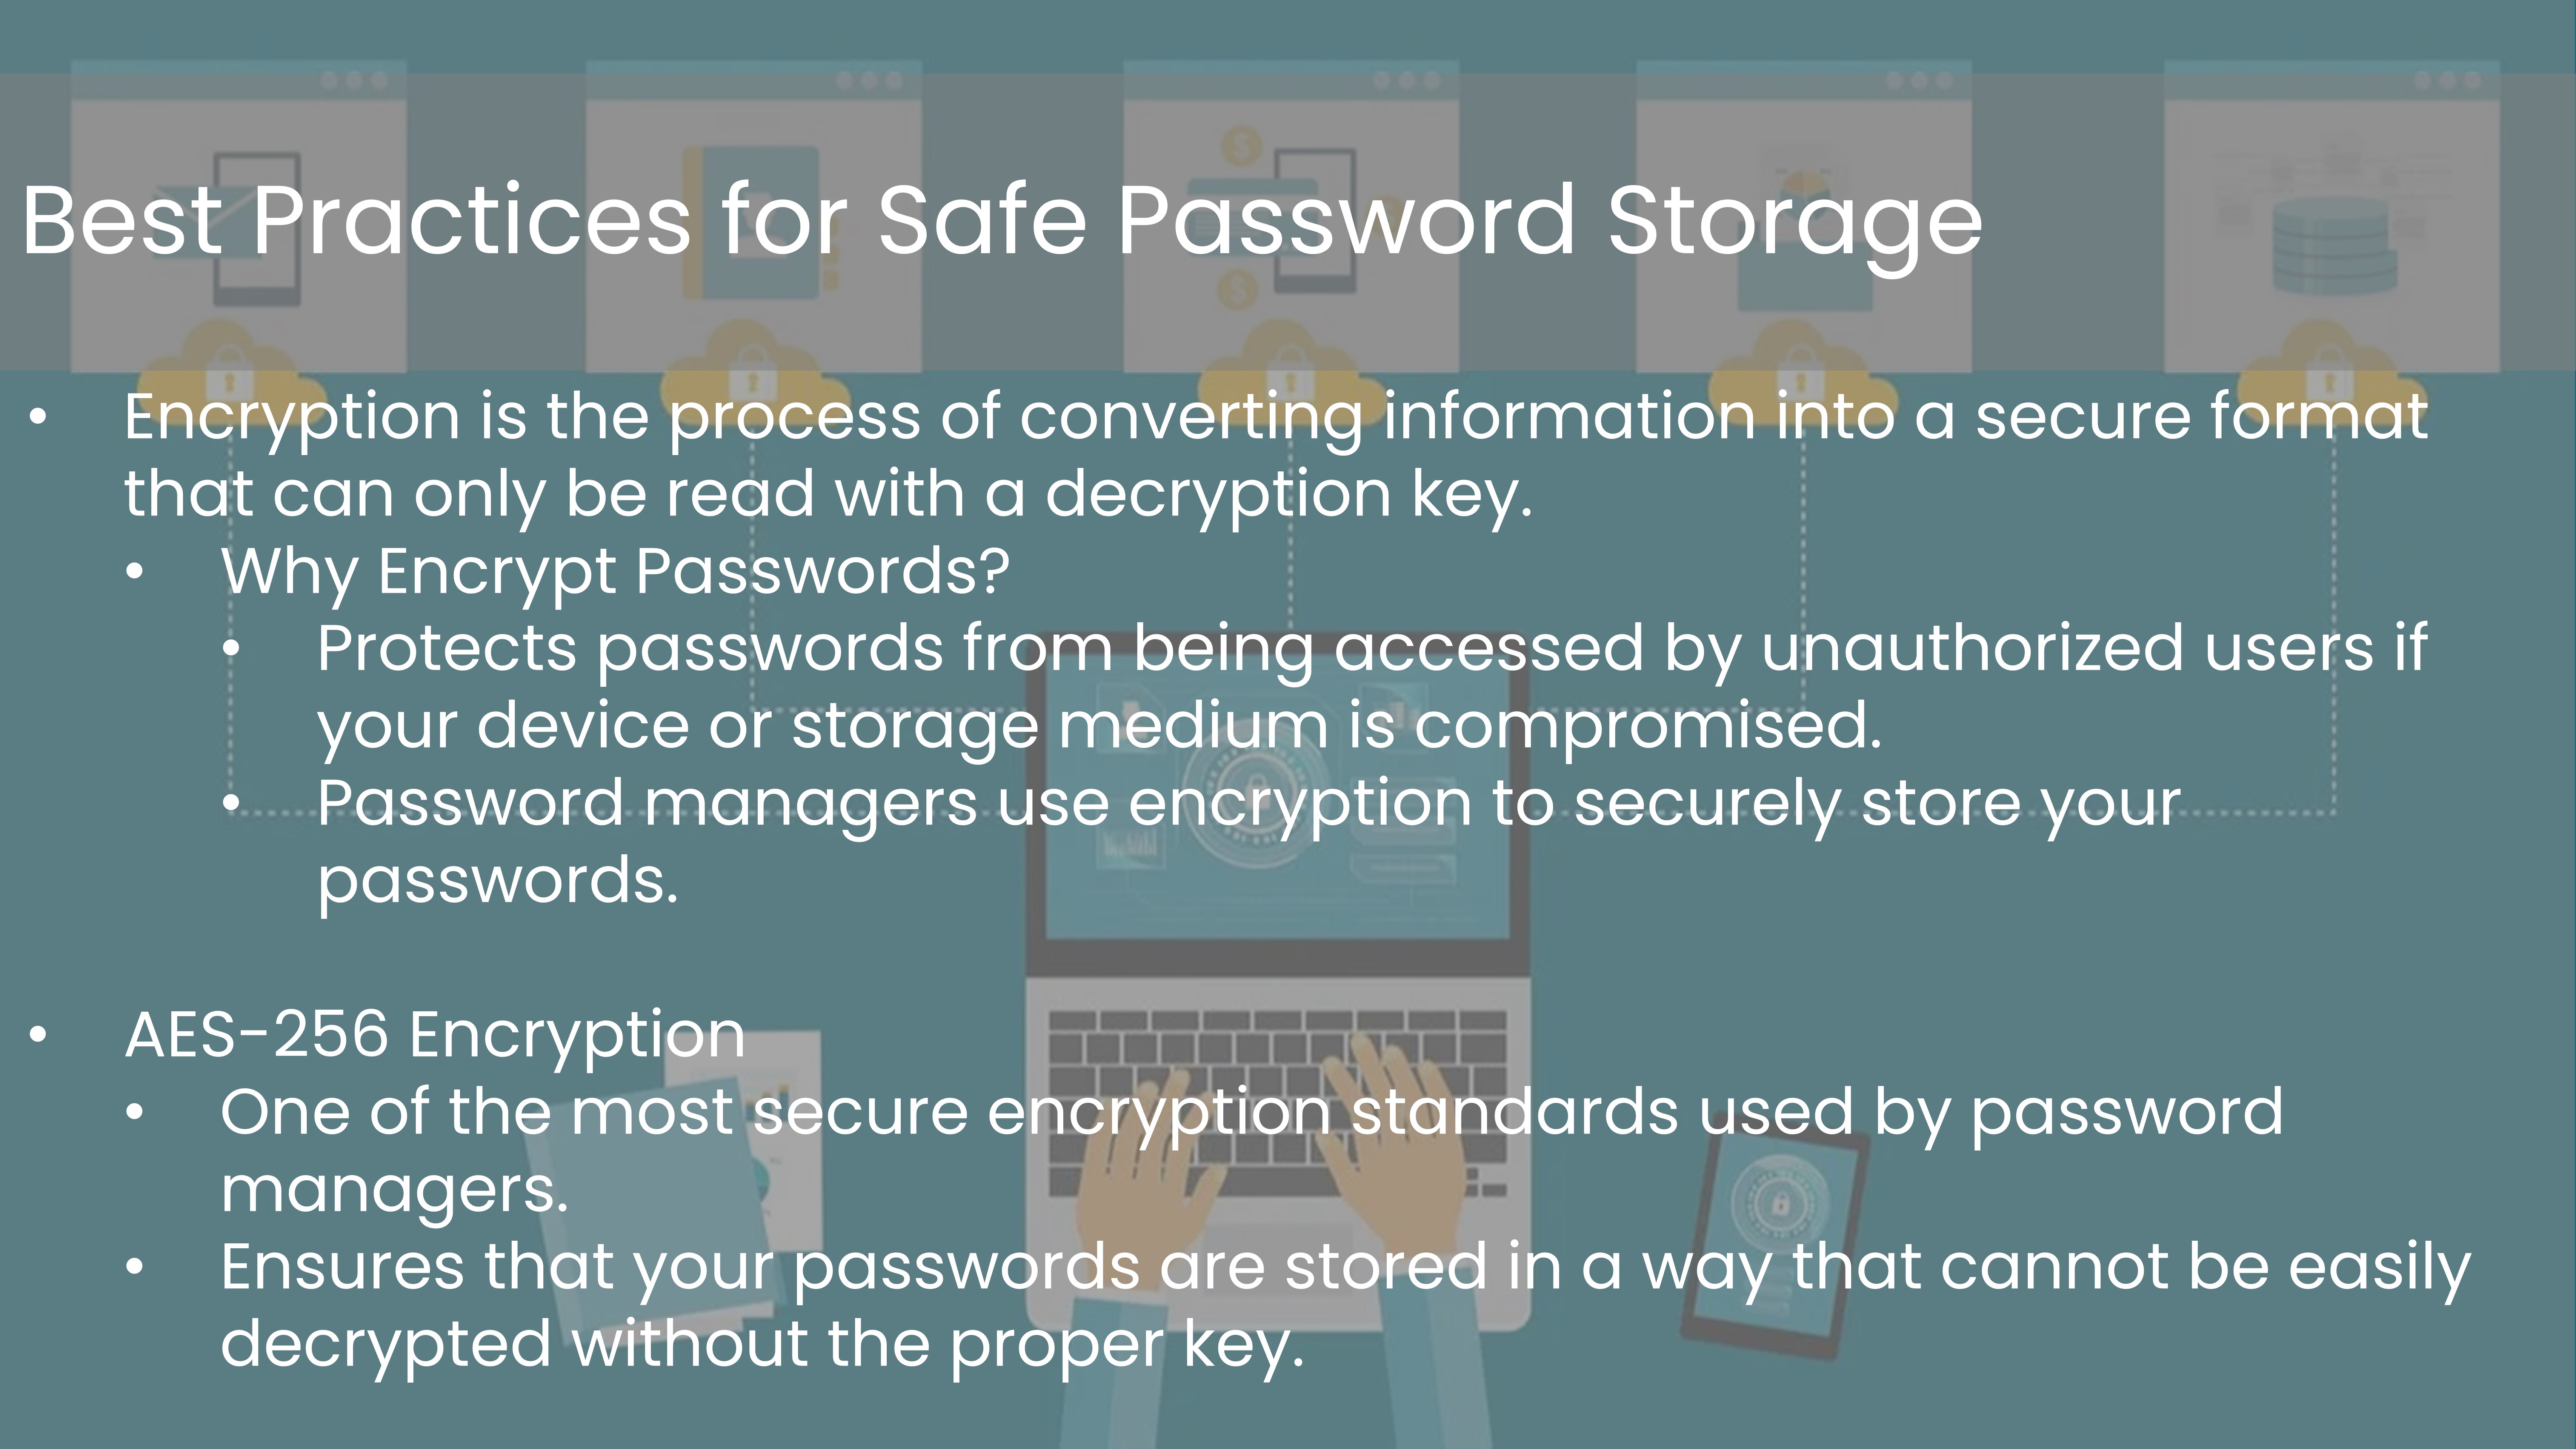 Best Practices for Safe Password Storage
• Encryption is the process of converting information into a secure format
that can only be read with a decryption key.
• Why Encrypt Passwords?
• Protects passwords from being accessed by unauthorized users if
your device or storage medium is compromised.
• Password managers use encryption to securely store your
passwords.
• AES-256 Encryption
• One of the most secure encryption standards used by password
managers.
• Ensures that your passwords are stored in a way that cannot be easily
decrypted without the proper key.